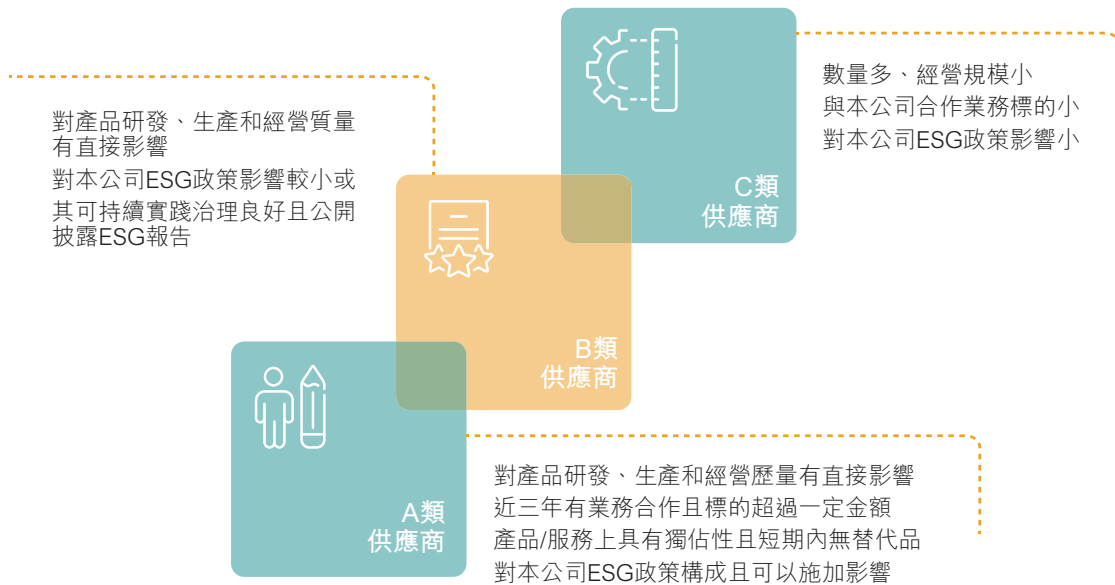 數量多、經營規模小
與本公司合作業務標的小
對本公司ESG政策影響小
C類
供應商
對產品研發、生產和經營質量
有直接影響
對本公司ESG政策影響較小或
其可持續實踐治理良好且公開
披露ESG報告
B類
供應商
A類
供應商
對產品研發、生產和經營歷量有直接影響
近三年有業務合作且標的超過一定金額
產品/服務上具有獨佔性且短期內無替代品
對本公司ESG政策構成且可以施加影響